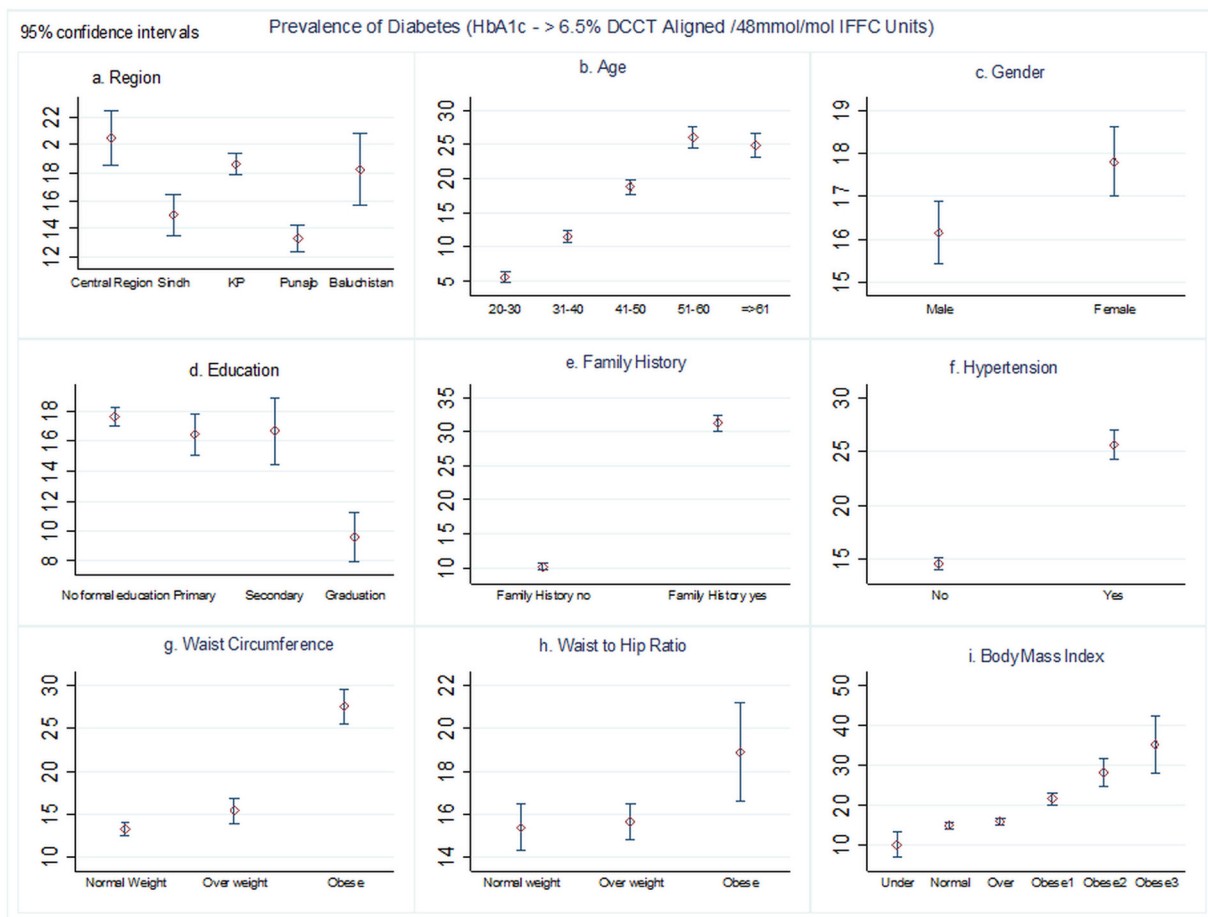 95% confidence intervals
Prevalence of Diabetes (HbA1c - > 6.5% DCCT Aligned /48mmol/mol IFFC Units)
a. Region
22
2
18
16
14
12
Central Region Sindh KP Punajb Baluchistan
b. Age
30
25
20
15
10
5
20-30 31-40 41-50 51-60 =>61
c. Gender
19
18
17
16
15
Male Female
d. Education
18
16
14
12
10
8
No formal education Primary Secondary Graduation
e. Family History
35
30
25
20
15
10
Family History no Family History yes
f. Hypertension
30
25
20
15
No Yes
g. Waist Circumference
30
25
20
15
10
Normal Weight Over weight Obese
h. Waist to Hip Ratio
22
20
18
16
14
Normal weight Over weight Obese
i. Body Mass Index
50
40
30
20
10
Under Normal Over Obese1 Obese2 Obese3